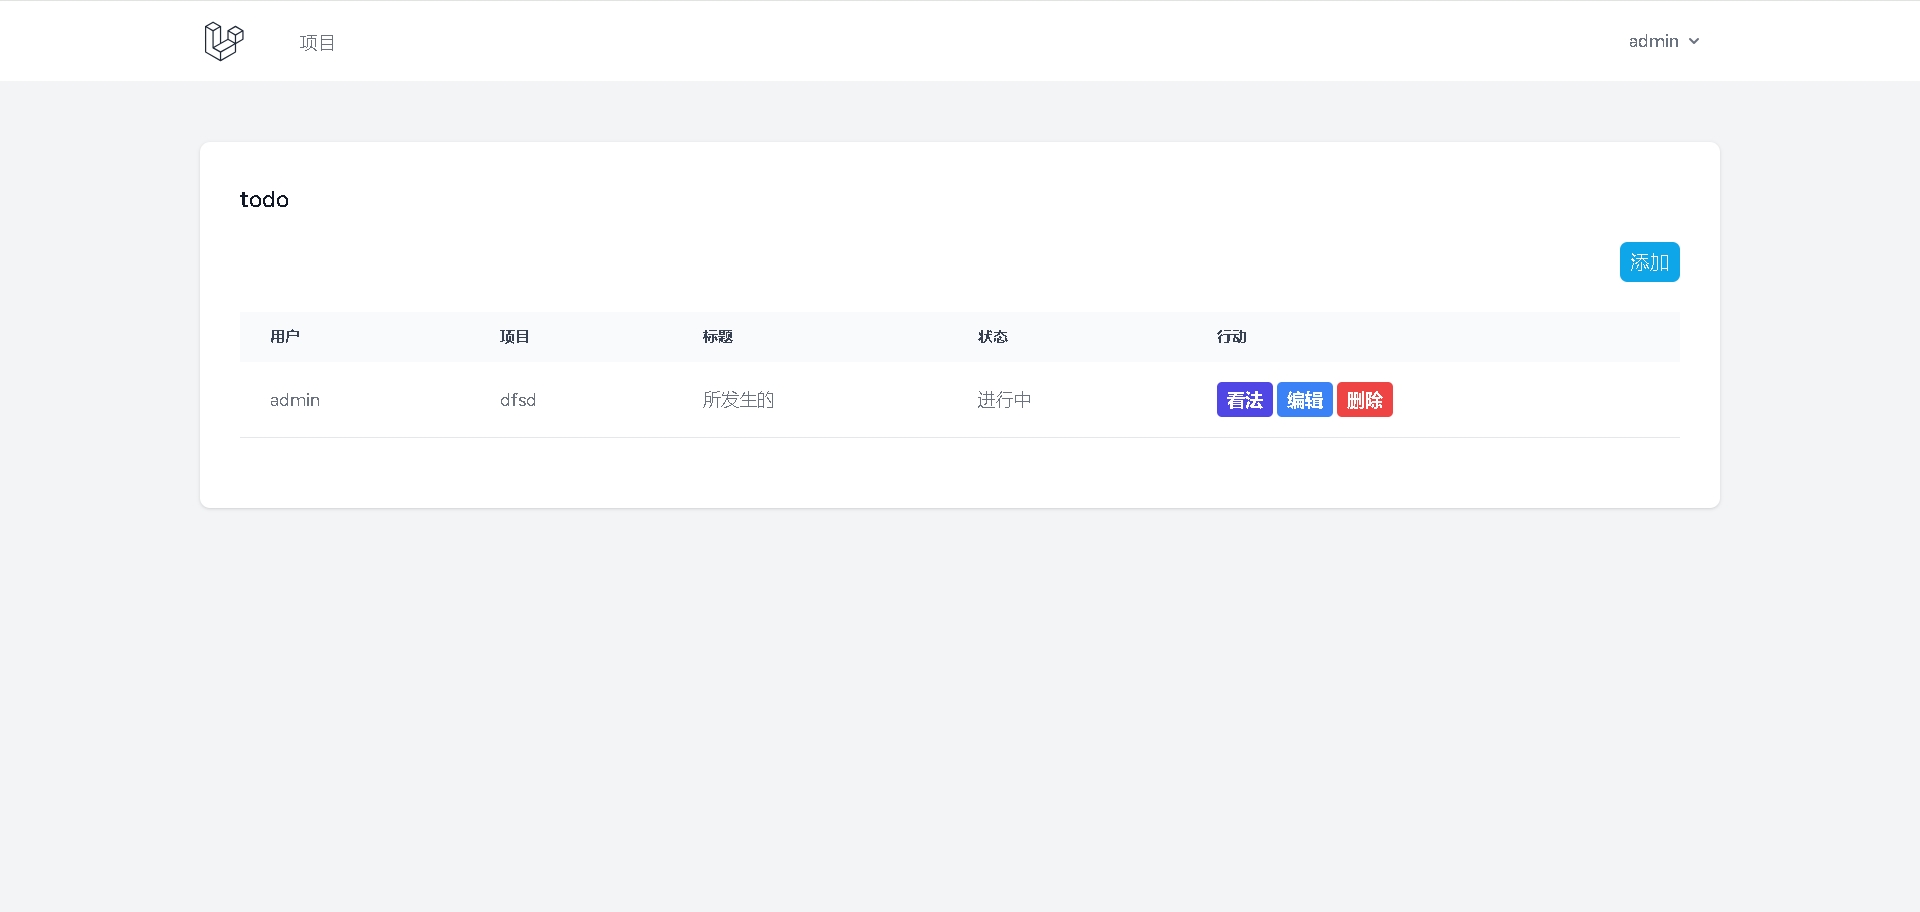 项目
admin
todo
添加
用户 项目 标题 状态 行动
admin dfsd 所发生的 进行中 看法 编辑 删除